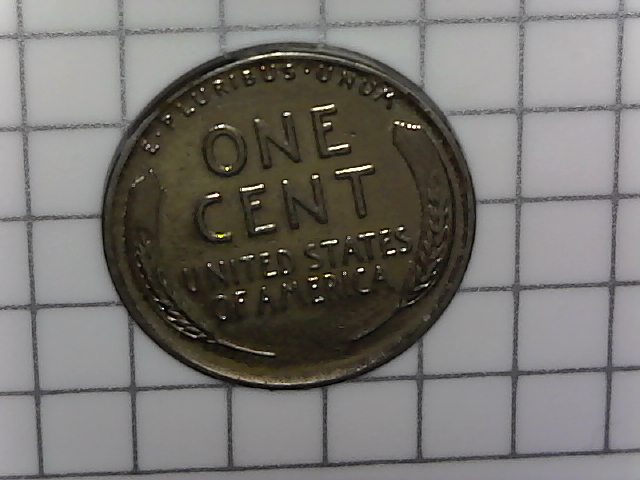 E·PLURIBUS·UNUM
ONE
CENT
UNITED STATES
OF AMERICA